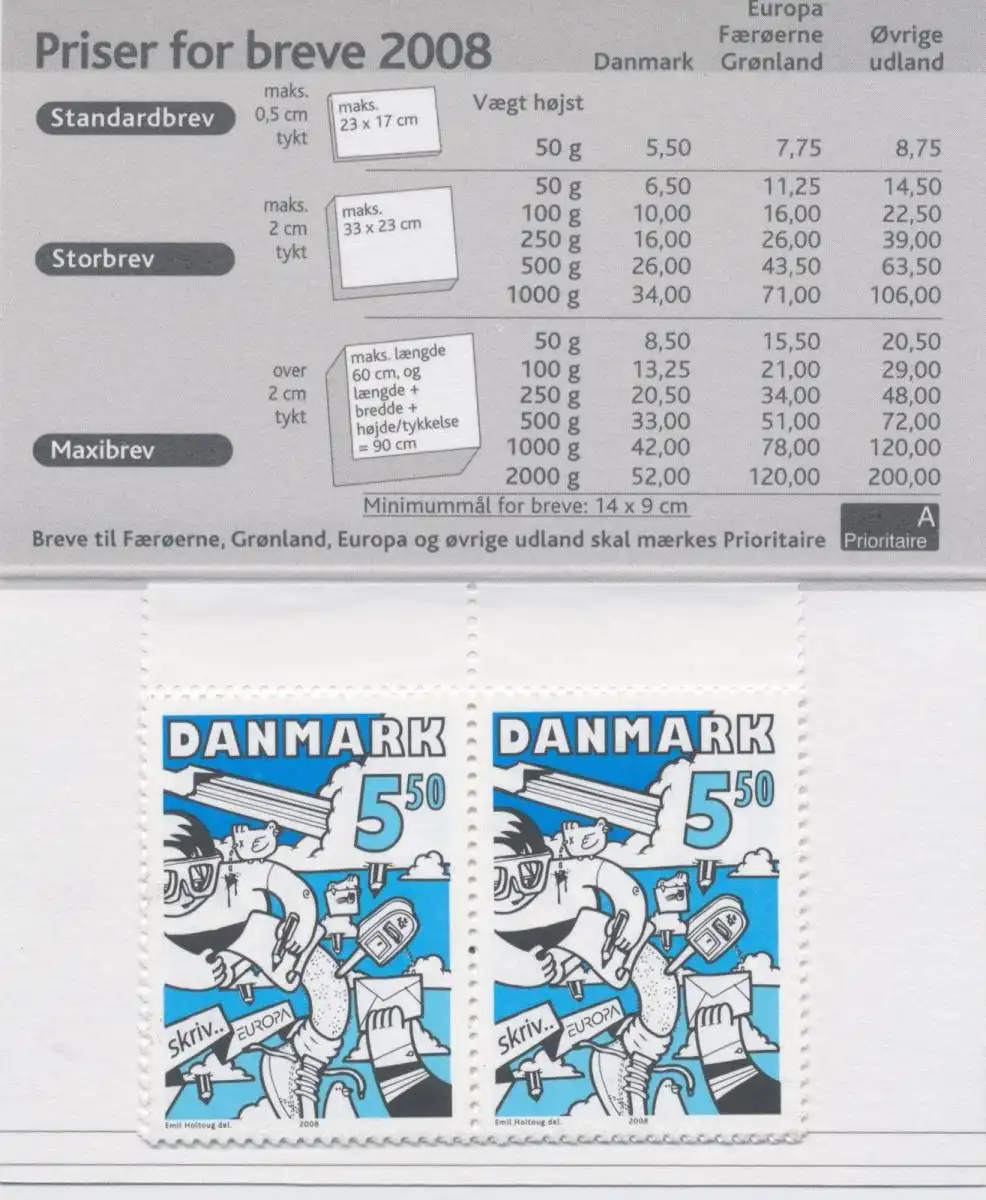 Priser for breve 2008
Danmark
Europa
Færøerne
Grønland
Øvrige
udland
Standardbrev
maks.
0,5 cm
tykt
maks.
23 x 17 cm
Vægt højst
50 g 5,50 7,75 8,75
Storbrev
maks.
2 cm
tykt
maks.
33 x 23 cm
50 g 6,50 11,25 14,50
100 g 10,00 16,00 22,50
250 g 16,00 26,00 39,00
500 g 26,00 43,50 63,50
1000 g 34,00 71,00 106,00
Maxibrev
over
2 cm
tykt
maks. længde
60 cm, og
længde +
bredde +
højde/tykkelse
= 90 cm
50 g 8,50 15,50 20,50
100 g 13,25 21,00 29,00
250 g 20,50 34,00 48,00
500 g 33,00 51,00 72,00
1000 g 42,00 78,00 120,00
2000 g 52,00 120,00 200,00
Minimummål for breve: 14 x 9 cm
Breve til Færøerne, Grønland, Europa og øvrige udland skal mærkes Prioritaire
A
Prioritaire
DANMARK
5 50
skriv..
EUROPA
Emil Holtoug del. 2008
DANMARK
5 50
skriv..
EUROPA
Emil Holtoug del. 2008